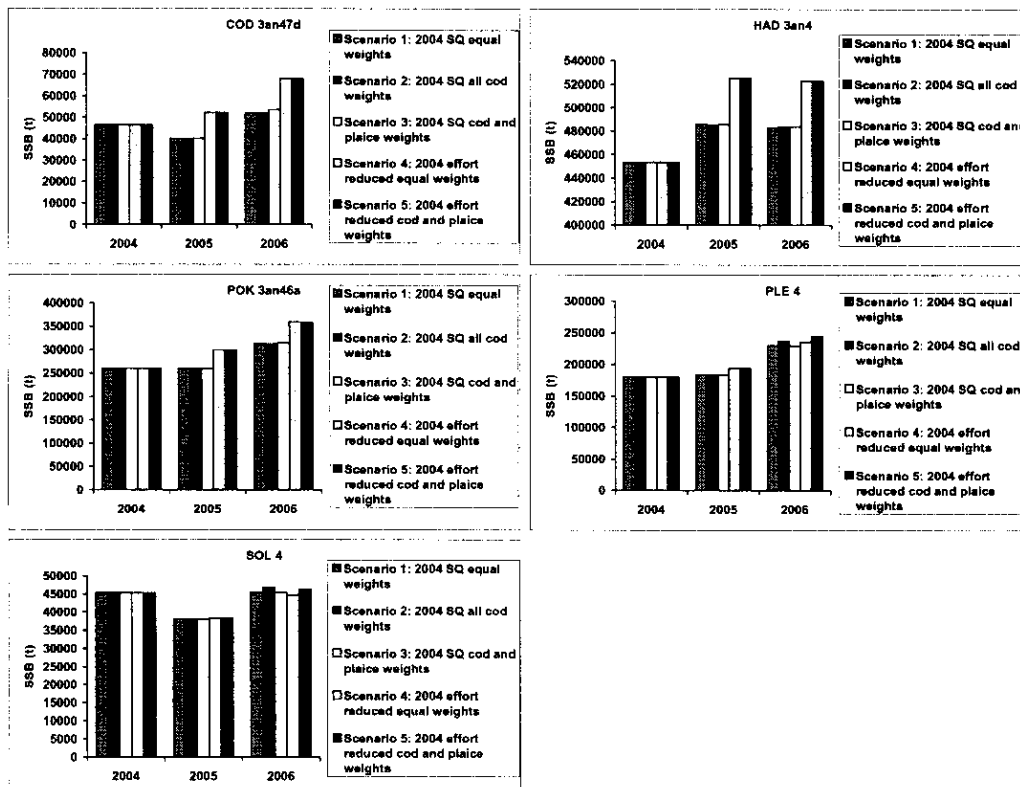 COD 3an47d
SSB (t)
80000
70000
60000
50000
40000
30000
20000
10000
0
2004 2005 2006
Scenario 1: 2004 SQ equal
weights
Scenario 2: 2004 SQ all cod
weights
Scenario 3: 2004 SQ cod and
plaice weights
Scenario 4: 2004 effort
reduced equal weights
Scenario 5: 2004 effort
reduced cod and plaice
weights
HAD 3an4
SSB (t)
540000
520000
500000
480000
460000
440000
420000
400000
2004 2005 2006
Scenario 1: 2004 SQ equal
weights
Scenario 2: 2004 SQ all cod
weights
Scenario 3: 2004 SQ cod and
plaice weights
Scenario 4: 2004 effort
reduced equal weights
Scenario 5: 2004 effort
reduced cod and plaice
weights
POK 3an46a
SSB (t)
400000
350000
300000
250000
200000
150000
100000
50000
0
2004 2005 2006
Scenario 1: 2004 SQ equal
weights
Scenario 2: 2004 SQ all cod
weights
Scenario 3: 2004 SQ cod and
plaice weights
Scenario 4: 2004 effort
reduced equal weights
Scenario 5: 2004 effort
reduced cod and plaice
weights
PLE 4
SSB (t)
300000
250000
200000
150000
100000
50000
0
2004 2005 2006
Scenario 1: 2004 SQ equal
weights
Scenario 2: 2004 SQ all cod
weights
Scenario 3: 2004 SQ cod an
plaice weights
Scenario 4: 2004 effort
reduced equal weights
Scenario 5: 2004 effort
reduced cod and plaice
weights
SOL 4
SSB (t)
50000
45000
40000
35000
30000
25000
20000
15000
10000
5000
0
2004 2005 2006
Scenario 1: 2004 SQ equal
weights
Scenario 2: 2004 SQ all cod
weights
Scenario 3: 2004 SQ cod and
plaice weights
Scenario 4: 2004 effort
reduced equal weights
Scenario 5: 2004 effort
reduced cod and plaice
weights